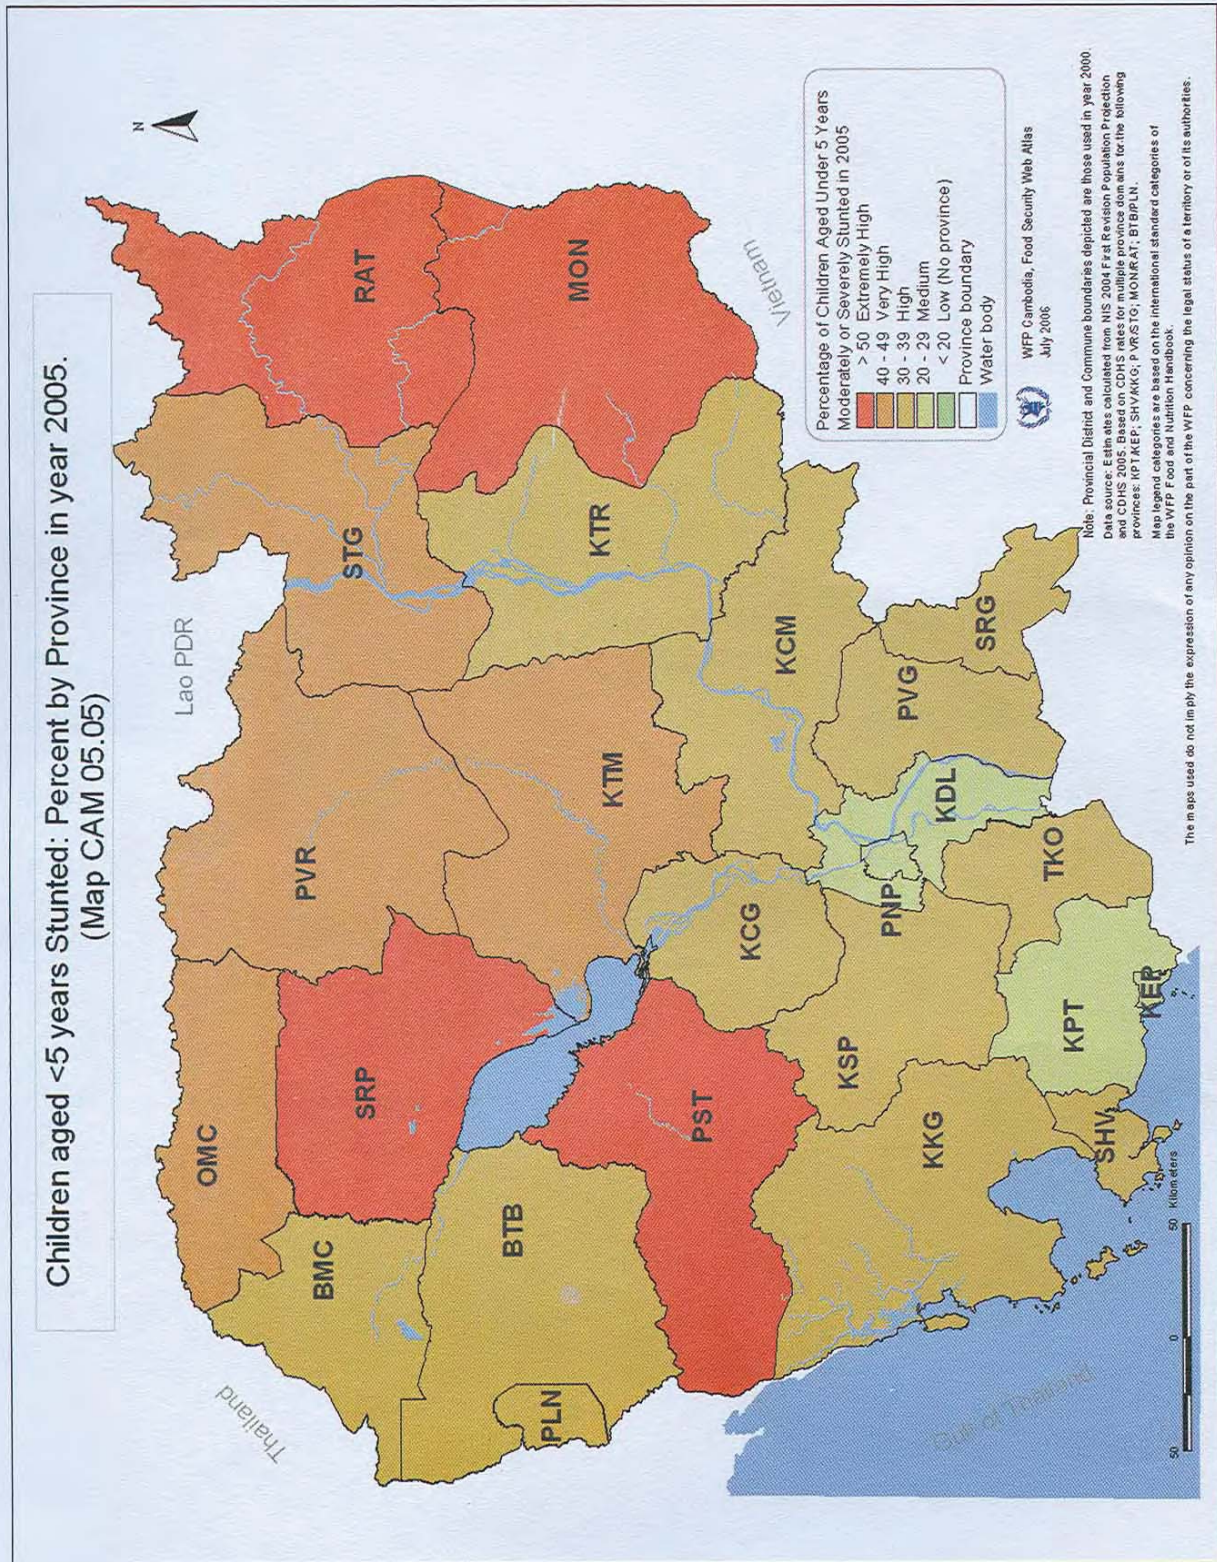 Children aged <5 years Stunted: Percent by Province in year 2005.
(Map CAM 05.05)
N
Lao PDR
Thailand
Vietnam
Gulf of Thailand
OMC
PVR
STG
RAT
BMC
SRP
KTM
KTR
MON
BTB
PLN
PST
KCG
KCM
KSP
PNP
KDL
PVG
SRG
KKG
KPT
TKO
KEP
SHV
Percentage of Children Aged Under 5 Years
Moderately or Severely Stunted in 2005
> 50 Extremely High
40 - 49 Very High
30 - 39 High
20 - 29 Medium
< 20 Low (No province)
Province boundary
Water body
WFP Cambodia, Food Security Web Atlas
July 2006
50 0 50 Kilometers
Note: Provincial District and Commune boundaries depicted are those used in year 2000.
Data source: Estimates calculated from NIS 2004 First Revision Population Projection
and CDHS 2005. Based on CDHS rates for multiple province domains for the following
provinces: KPT/KEP; SHV/KKG; PVR/STG; MON/RAT; BTB/PLN.
Map legend categories are based on the international standard categories of
the WFP Food and Nutrition Handbook.
The maps used do not imply the expression of any opinion on the part of the WFP concerning the legal status of a territory or of its authorities.